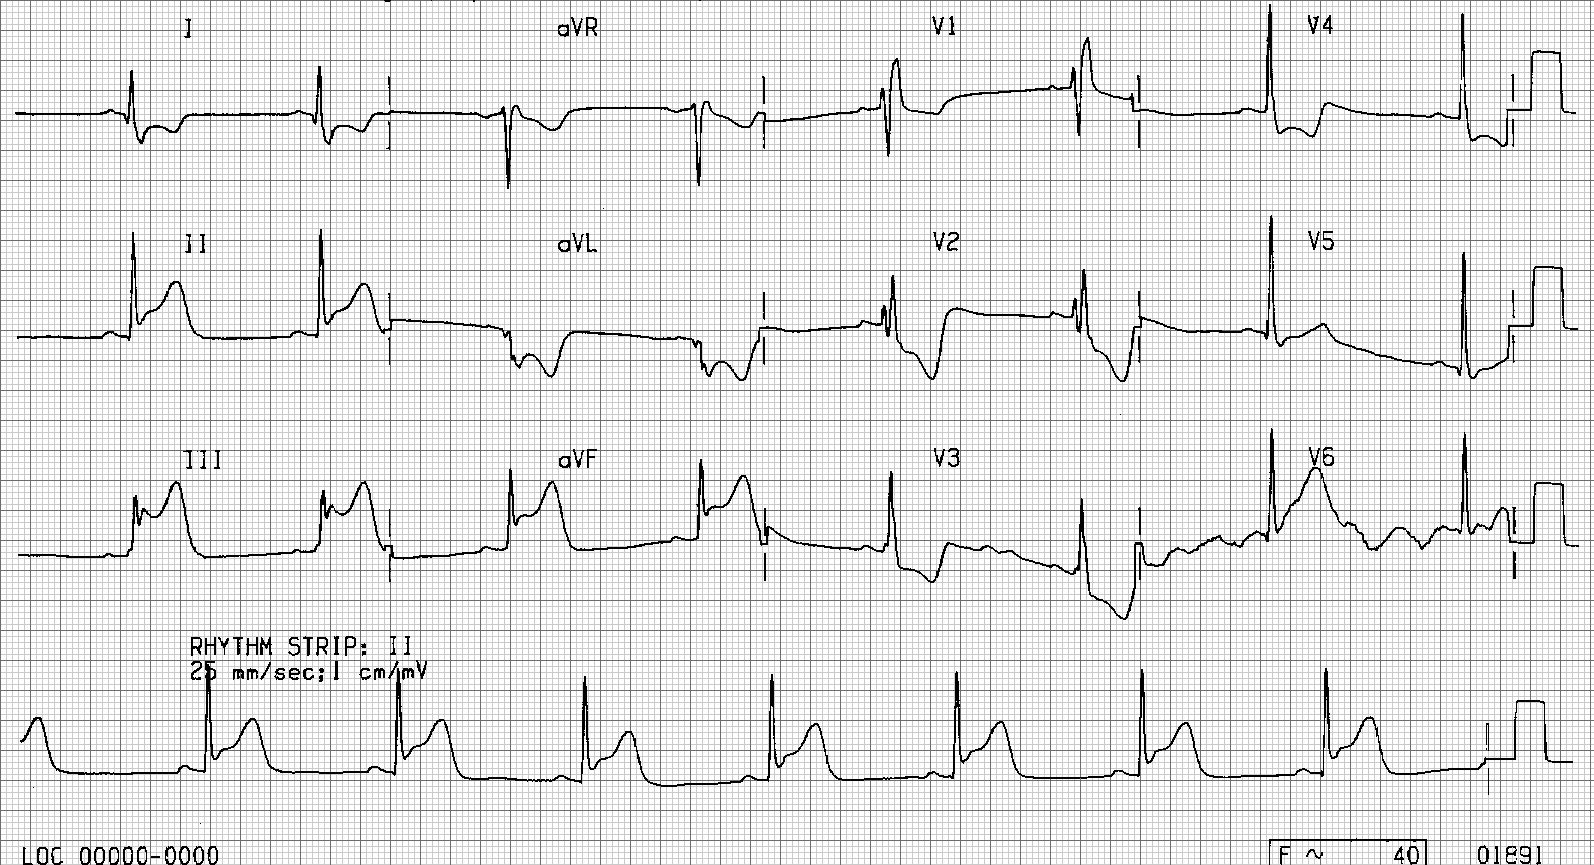 I aVR V1 V4
II aVL V2 V5
III aVF V3 V6
RHYTHM STRIP: II
25 mm/sec;1 cm/mV
LOC 00000-0000 F ~ 40 01891